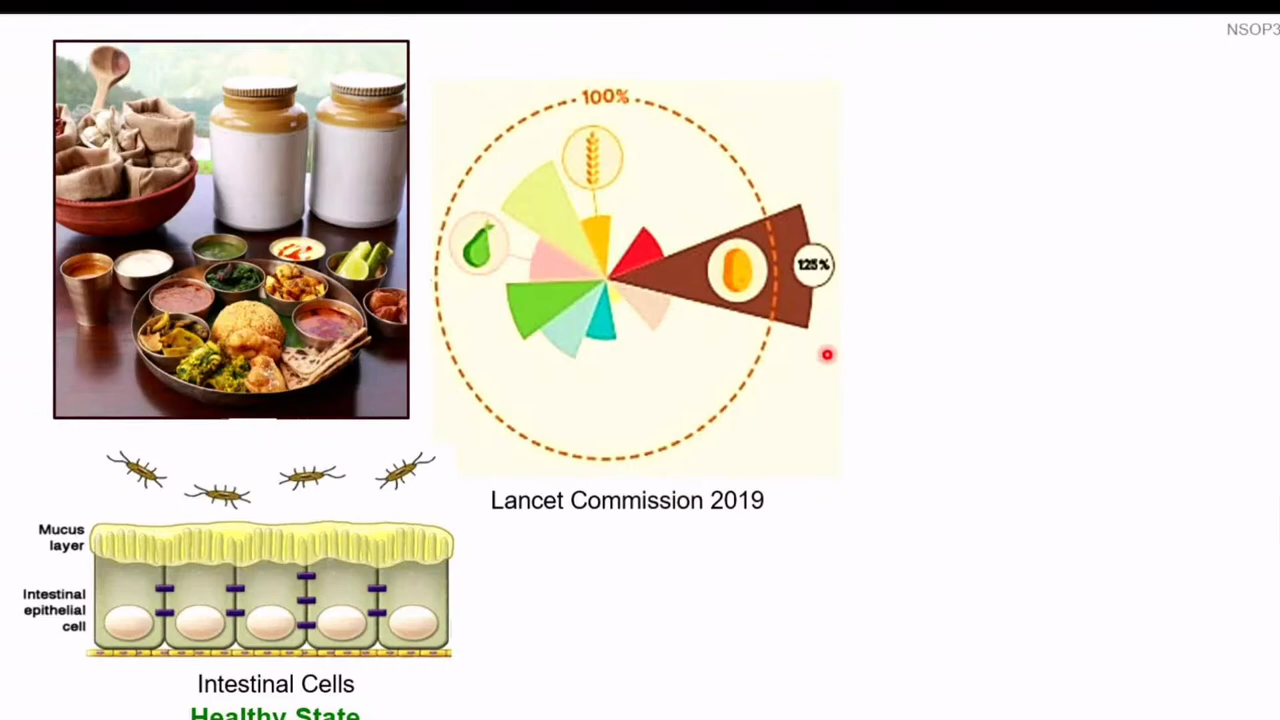 NSOP3
100%
125%
Lancet Commission 2019
Mucus
layer
Intestinal
epithelial
cell
Intestinal Cells
Healthy State